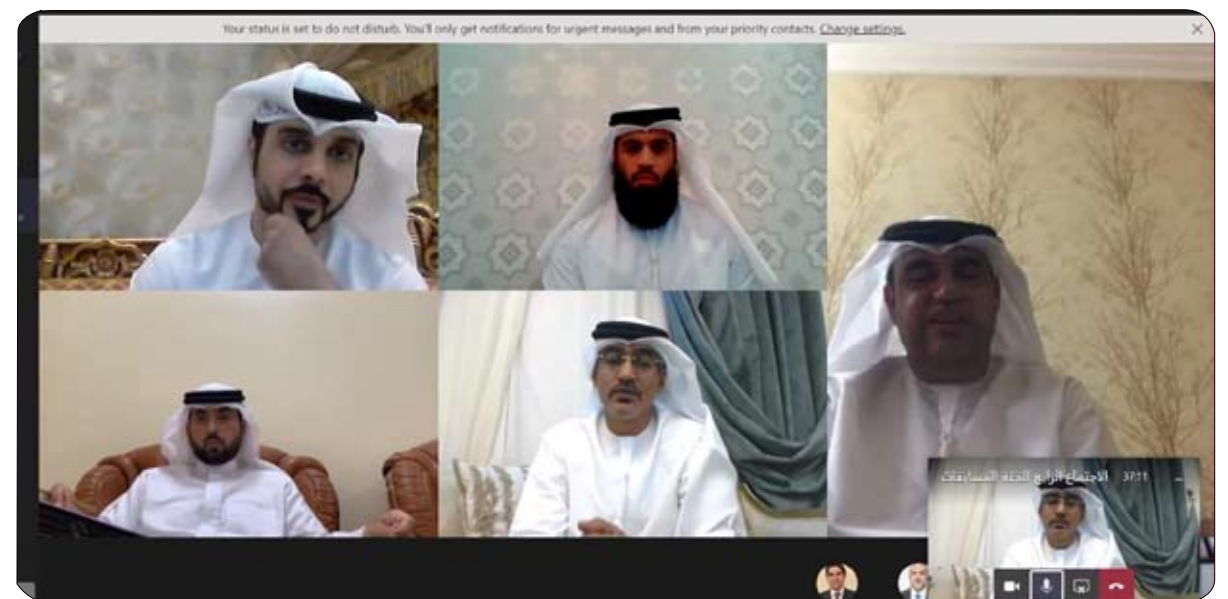 Your status is set to do not disturb. You'll only get notifications for urgent messages and from your priority contacts. Change settings.
الاجتماع الرابع للجنة المسابقات 37:11